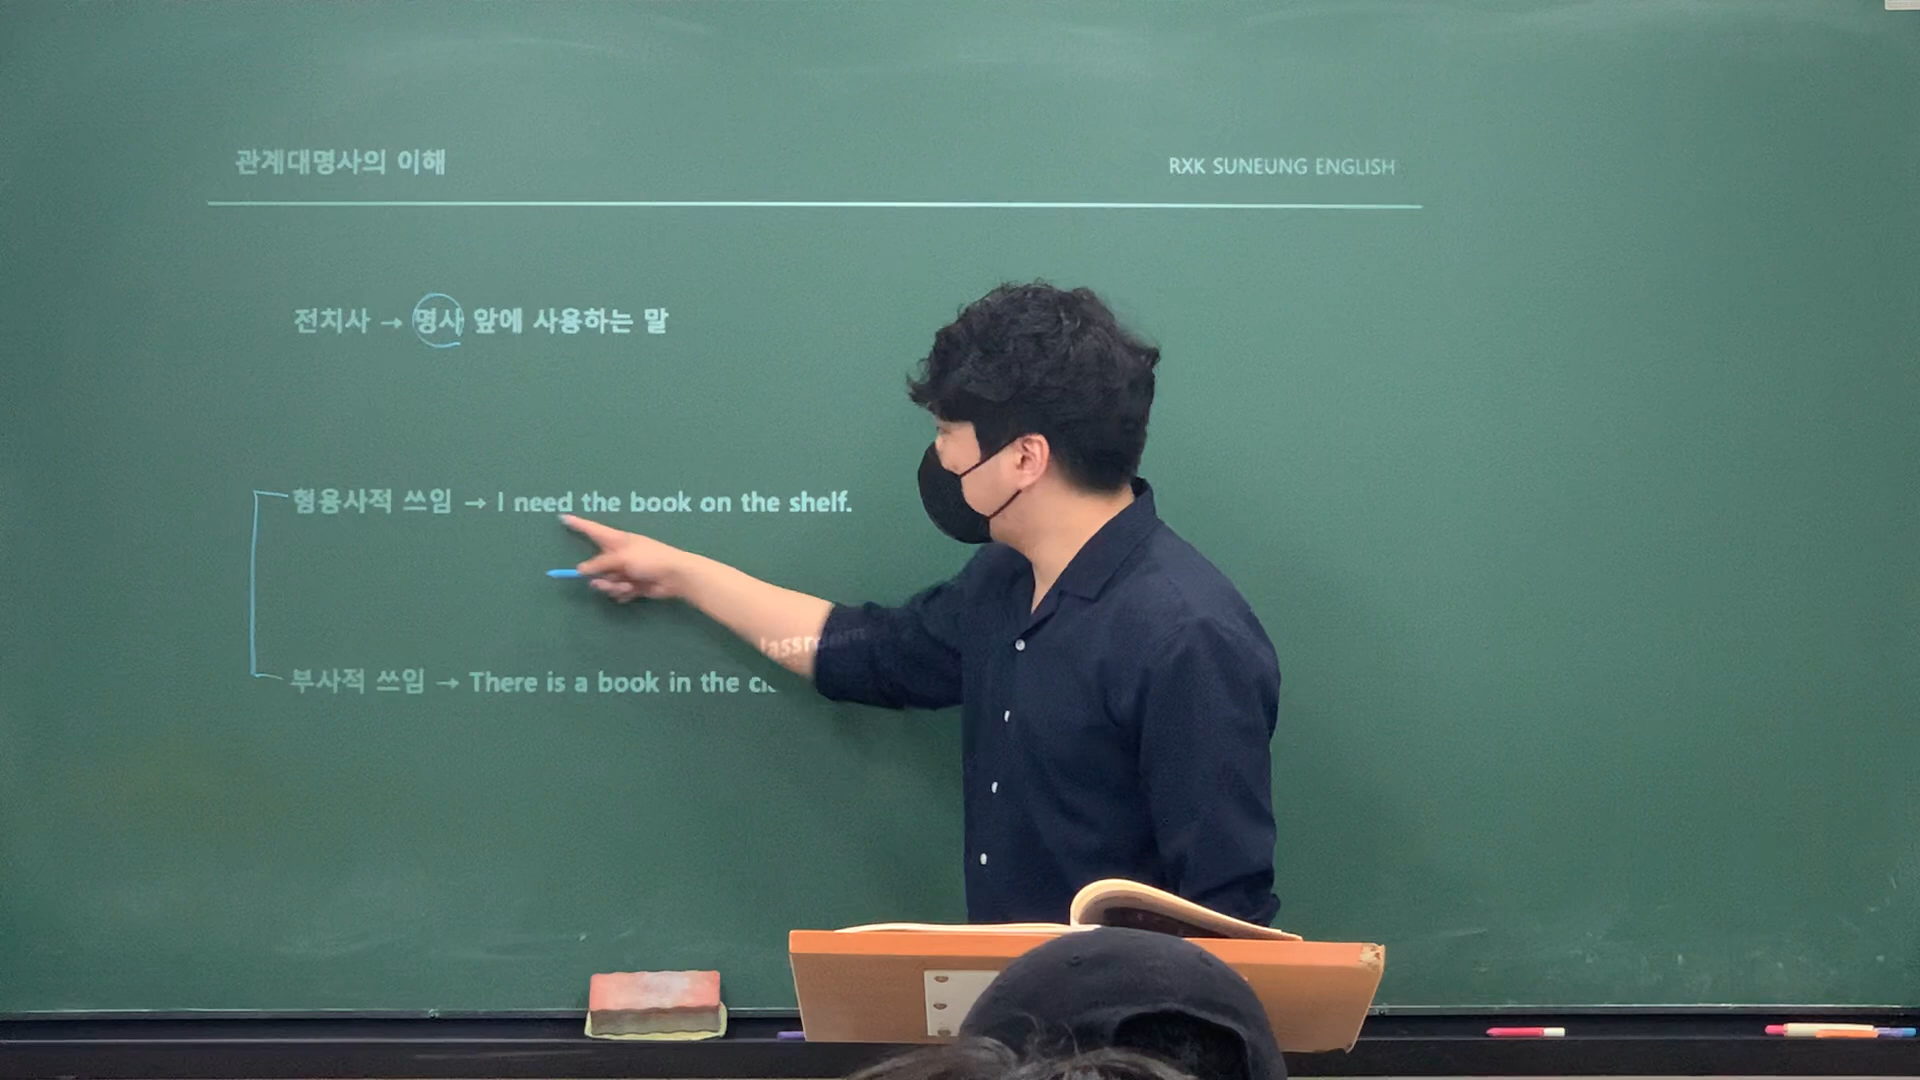 관계대명사의 이해
RXK SUNEUNG ENGLISH
전치사 → 명사 앞에 사용하는 말
형용사적 쓰임 → I need the book on the shelf.
부사적 쓰임 → There is a book in the classroom